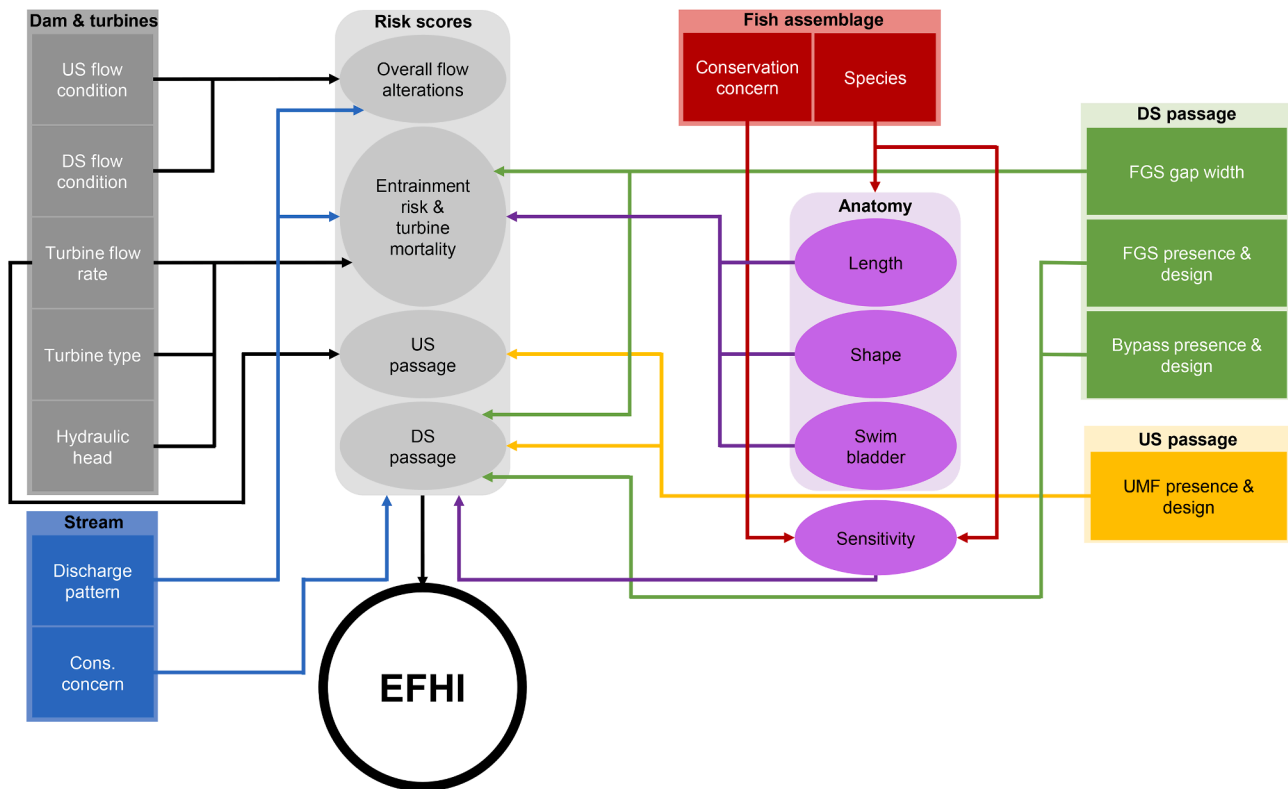 Dam & turbines
US flow
condition
DS flow
condition
Turbine flow
rate
Turbine type
Hydraulic
head
Stream
Discharge
pattern
Cons.
concern
Risk scores
Overall flow
alterations
Entrainment
risk &
turbine
mortality
US
passage
DS
passage
EFHI
Fish assemblage
Conservation
concern
Species
Anatomy
Length
Shape
Swim
bladder
Sensitivity
DS passage
FGS gap width
FGS presence &
design
Bypass presence &
design
US passage
UMF presence &
design